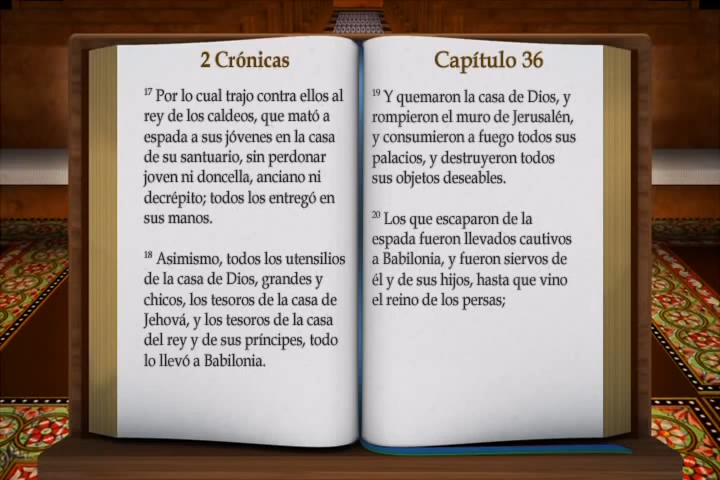 2 Crónicas
17 Por lo cual trajo contra ellos al
rey de los caldeos, que mató a
espada a sus jóvenes en la casa
de su santuario, sin perdonar
joven ni doncella, anciano ni
decrépito; todos los entregó en
sus manos.
18 Asimismo, todos los utensilios
de la casa de Dios, grandes y
chicos, los tesoros de la casa de
Jehová, y los tesoros de la casa
del rey y de sus príncipes, todo
lo llevó a Babilonia.
Capítulo 36
19 Y quemaron la casa de Dios, y
rompieron el muro de Jerusalén,
y consumieron a fuego todos sus
palacios, y destruyeron todos
sus objetos deseables.
20 Los que escaparon de la
espada fueron llevados cautivos
a Babilonia, y fueron siervos de
él y de sus hijos, hasta que vino
el reino de los persas;